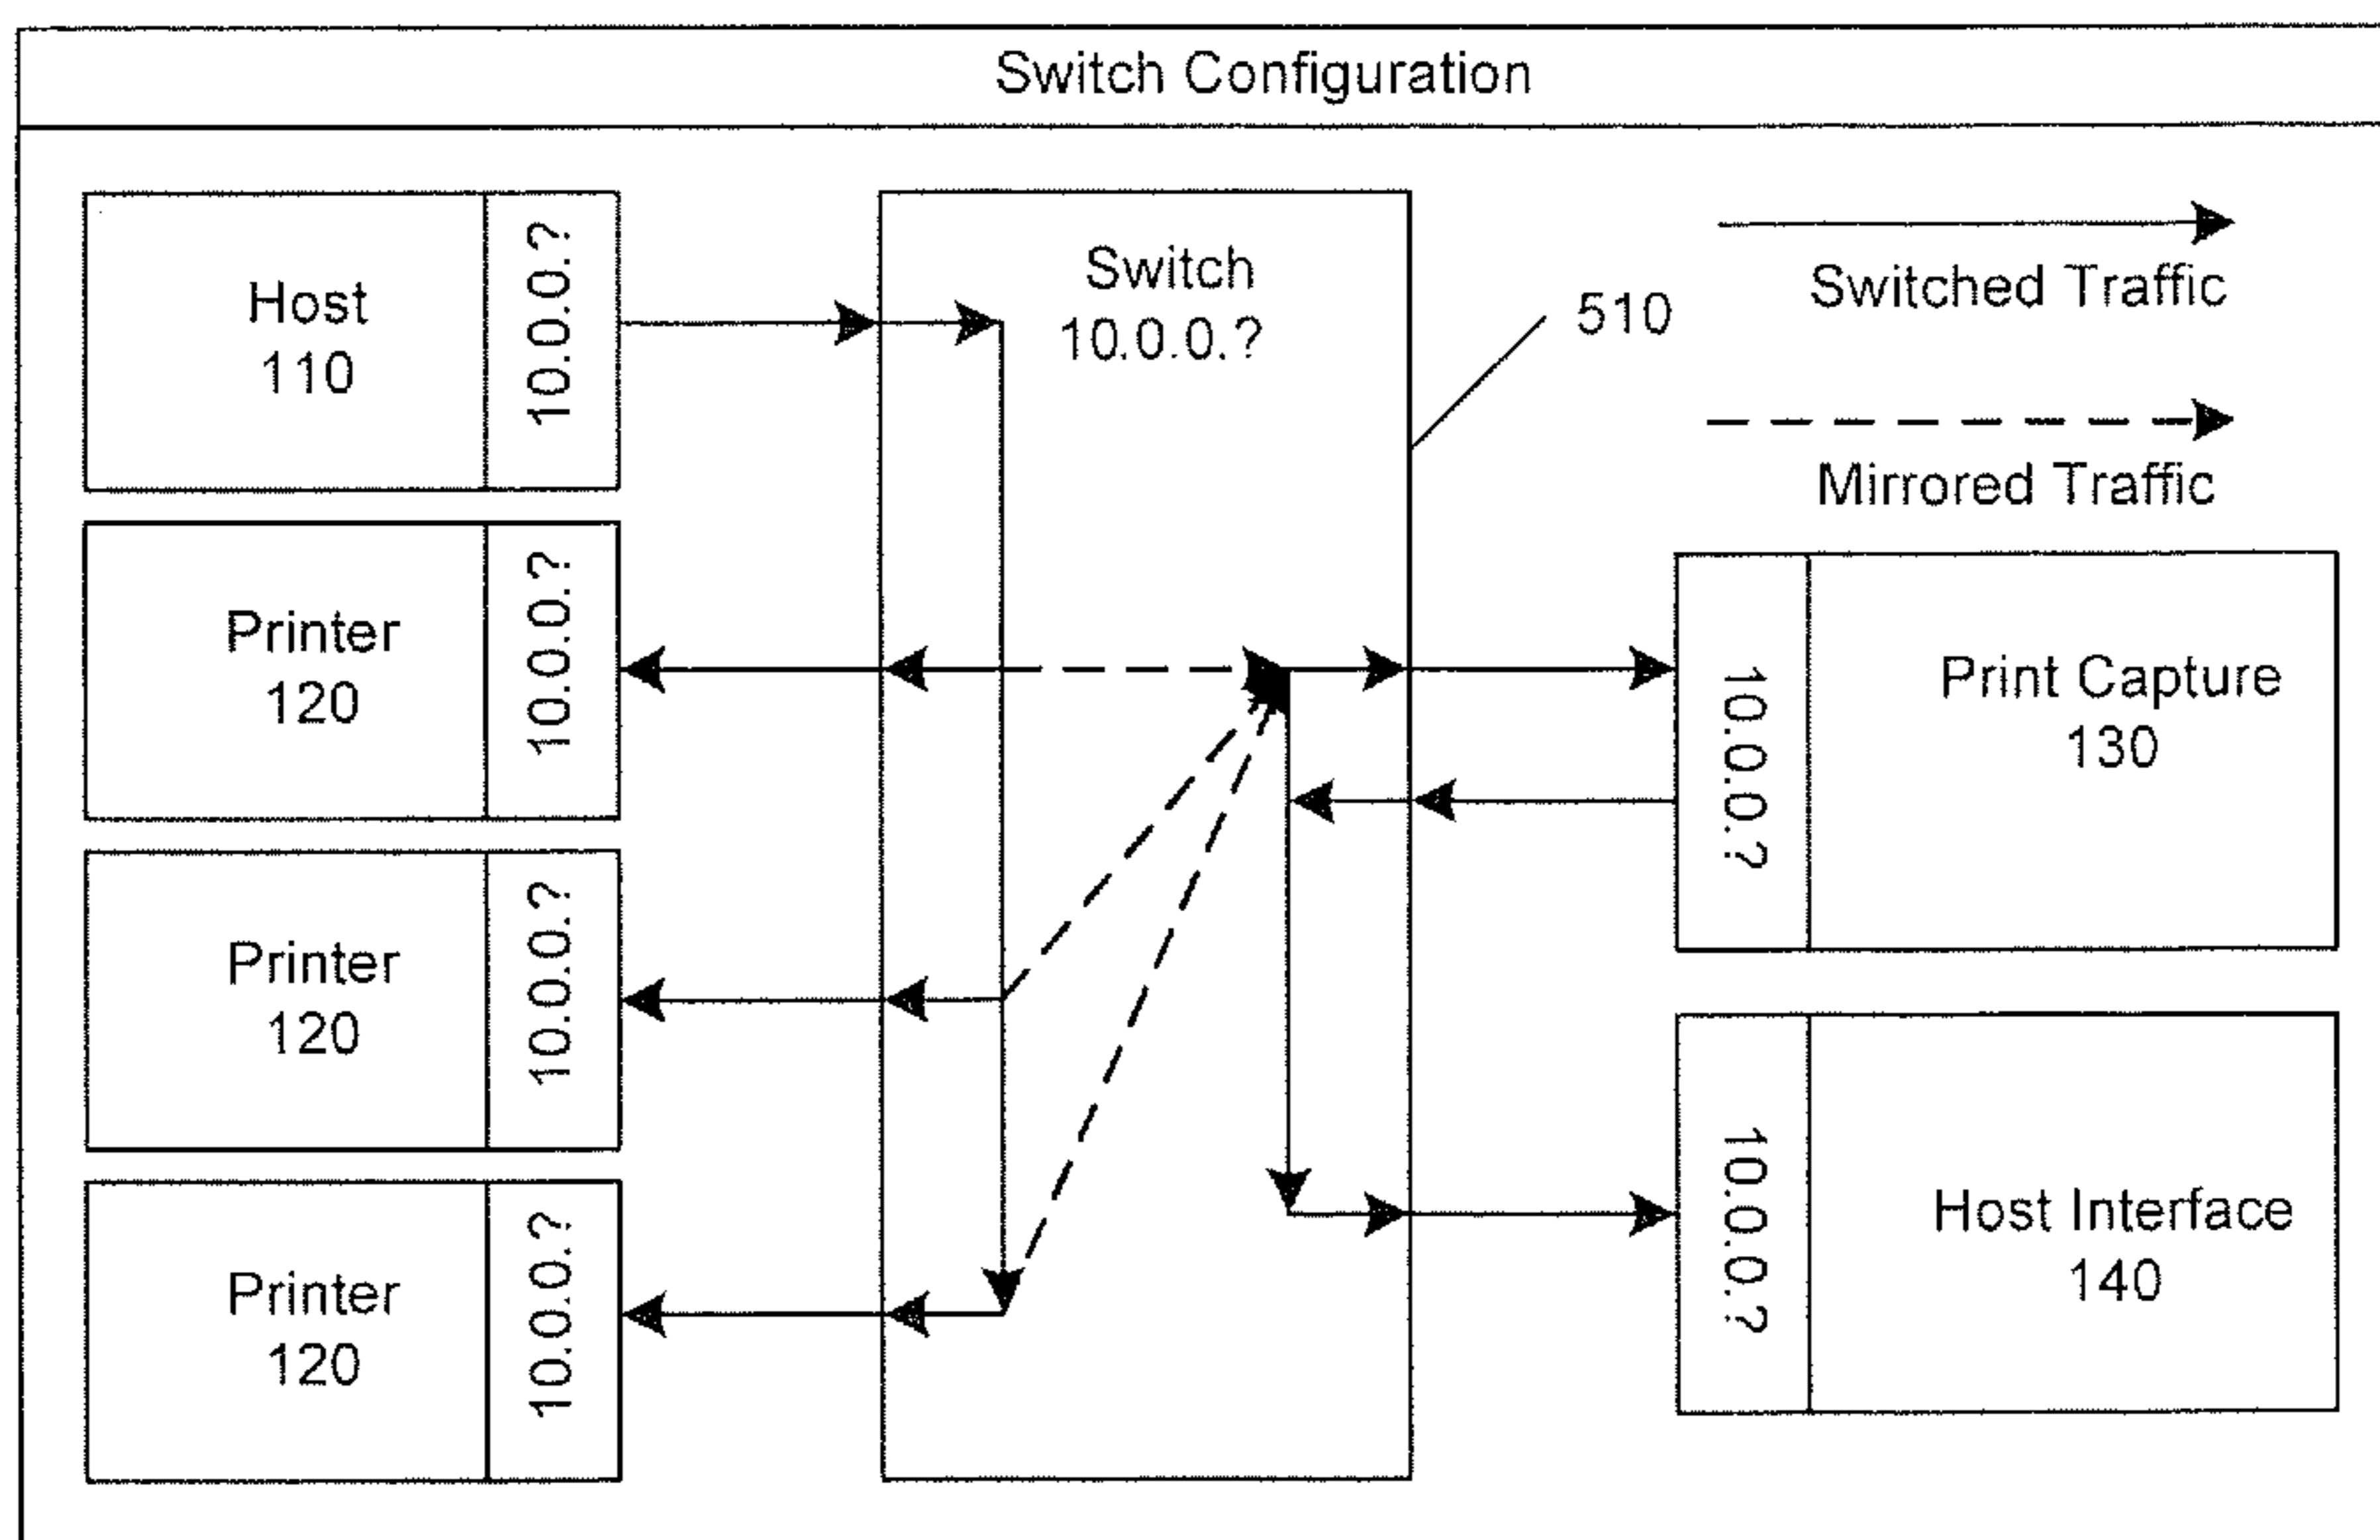 Switch Configuration
Host
110
10.0.0.?
Switch
10.0.0.?
510
Switched Traffic
Mirrored Traffic
Printer
120
10.0.0.?
Print Capture
130
10.0.0.?
Printer
120
10.0.0.?
Host Interface
140
10.0.0.?
Printer
120
10.0.0.?